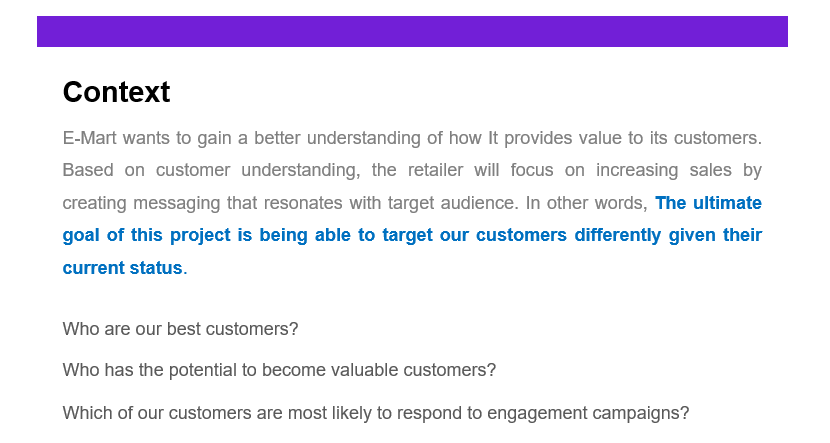 Context
E-Mart wants to gain a better understanding of how It provides value to its customers.
Based on customer understanding, the retailer will focus on increasing sales by
creating messaging that resonates with target audience. In other words, The ultimate
goal of this project is being able to target our customers differently given their
current status.
Who are our best customers?
Who has the potential to become valuable customers?
Which of our customers are most likely to respond to engagement campaigns?